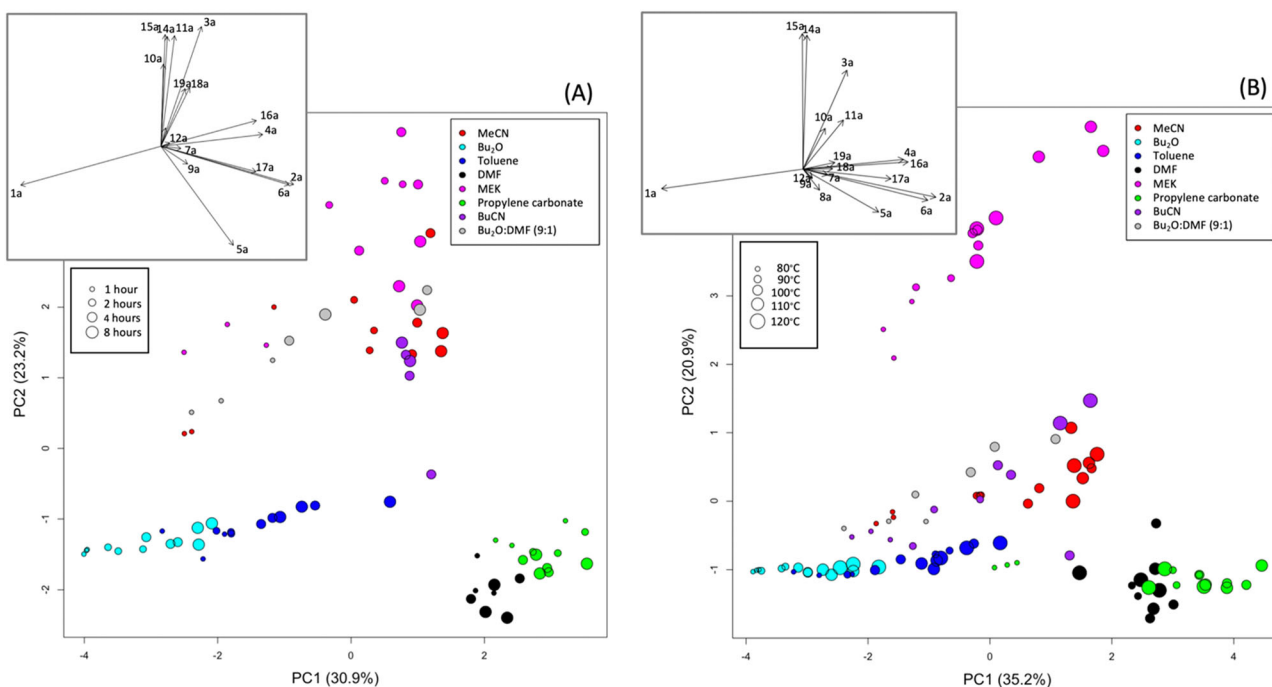 (A)
15a 14a 11a 3a
10a
19a 18a
16a
4a
12a
7a
9a
17a
2a
6a
1a
5a
MeCN
Bu₂O
Toluene
DMF
MEK
Propylene carbonate
BuCN
Bu₂O:DMF (9:1)
1 hour
2 hours
4 hours
8 hours
PC2 (23.2%)
2
1
0
-1
-2
-4 -2 0 2
PC1 (30.9%)
(B)
15a 14a
3a
10a 11a
19a
4a
18a 16a
12a 7a
9a
17a
8a
2a
6a
5a
1a
MeCN
Bu₂O
Toluene
DMF
MEK
Propylene carbonate
BuCN
Bu₂O:DMF (9:1)
80°C
90°C
100°C
110°C
120°C
PC2 (20.9%)
3
2
1
0
-1
-4 -2 0 2 4
PC1 (35.2%)